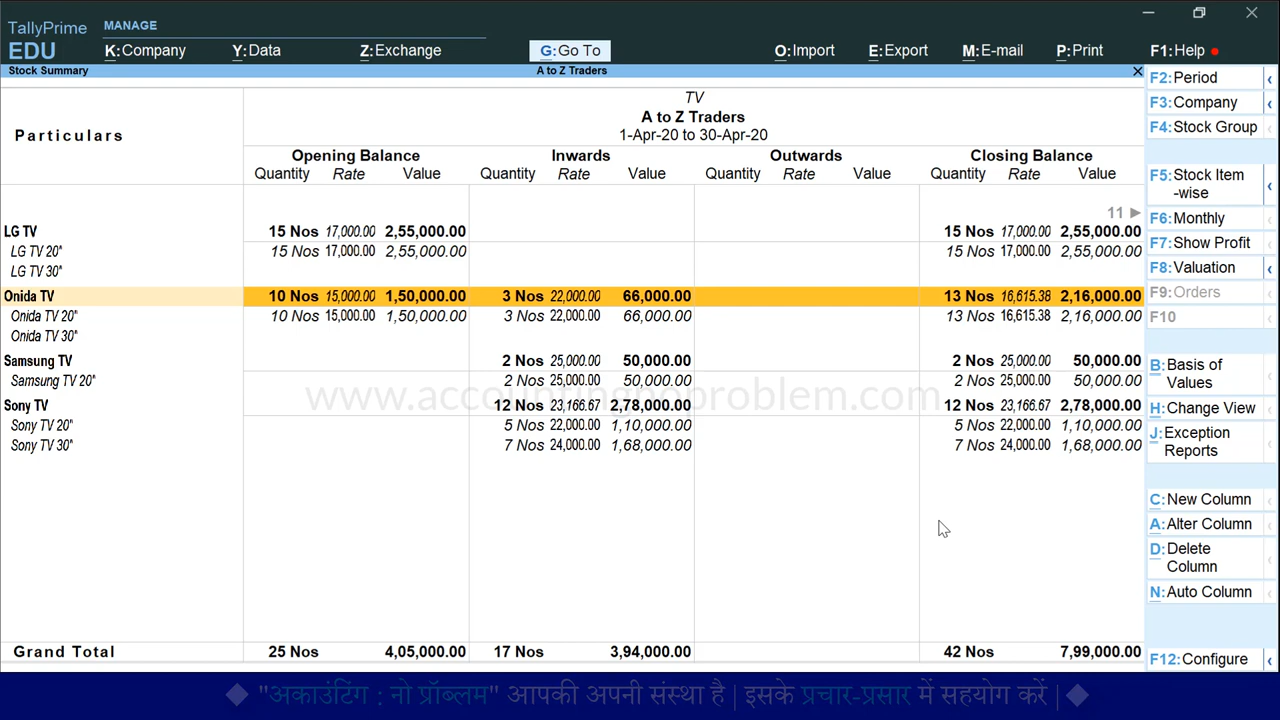 TallyPrime MANAGE
EDU K:Company Y:Data Z:Exchange G:Go To O:Import E:Export M:E-mail P:Print F1:Help
Stock Summary A to Z Traders
TV
A to Z Traders
1-Apr-20 to 30-Apr-20
Particulars
Opening Balance Inwards Outwards Closing Balance
Quantity Rate Value Quantity Rate Value Quantity Rate Value Quantity Rate Value
11 ►
LG TV 15 Nos 17,000.00 2,55,000.00 15 Nos 17,000.00 2,55,000.00
LG TV 20" 15 Nos 17,000.00 2,55,000.00 15 Nos 17,000.00 2,55,000.00
LG TV 30"
Onida TV 10 Nos 15,000.00 1,50,000.00 3 Nos 22,000.00 66,000.00 13 Nos 16,615.38 2,16,000.00
Onida TV 20" 10 Nos 15,000.00 1,50,000.00 3 Nos 22,000.00 66,000.00 13 Nos 16,615.38 2,16,000.00
Onida TV 30"
Samsung TV 2 Nos 25,000.00 50,000.00 2 Nos 25,000.00 50,000.00
Samsung TV 20" 2 Nos 25,000.00 50,000.00 2 Nos 25,000.00 50,000.00
www.accountingnoproblem.com
Sony TV 12 Nos 23,166.67 2,78,000.00 12 Nos 23,166.67 2,78,000.00
Sony TV 20" 5 Nos 22,000.00 1,10,000.00 5 Nos 22,000.00 1,10,000.00
Sony TV 30" 7 Nos 24,000.00 1,68,000.00 7 Nos 24,000.00 1,68,000.00
Grand Total 25 Nos 4,05,000.00 17 Nos 3,94,000.00 42 Nos 7,99,000.00
F2:Period
F3:Company
F4:Stock Group
F5:Stock Item
-wise
F6:Monthly
F7:Show Profit
F8:Valuation
F9:Orders
F10
B:Basis of
Values
H:Change View
J:Exception
Reports
C:New Column
A:Alter Column
D:Delete
Column
N:Auto Column
F12:Configure
◆ "अकाउंटिंग : नो प्रॉब्लम" आपकी अपनी संस्था है | इसके प्रचार-प्रसार में सहयोग करें | ◆